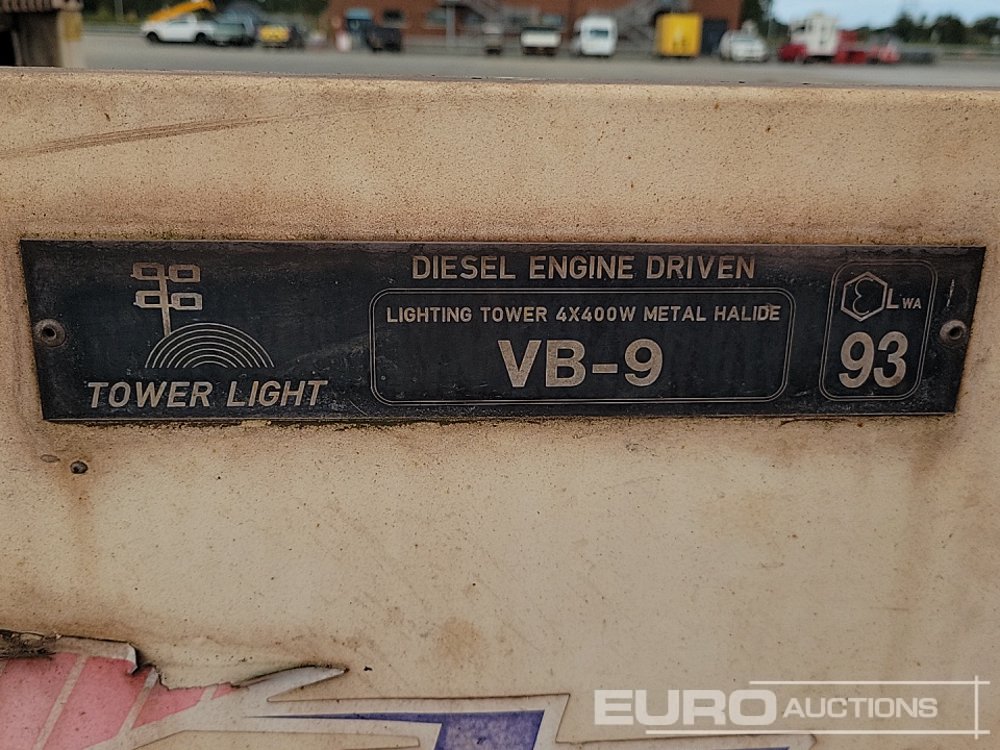 DIESEL ENGINE DRIVEN
TOWER LIGHT
LIGHTING TOWER 4X400W METAL HALIDE
VB-9
LWA
93
EURO AUCTIONS